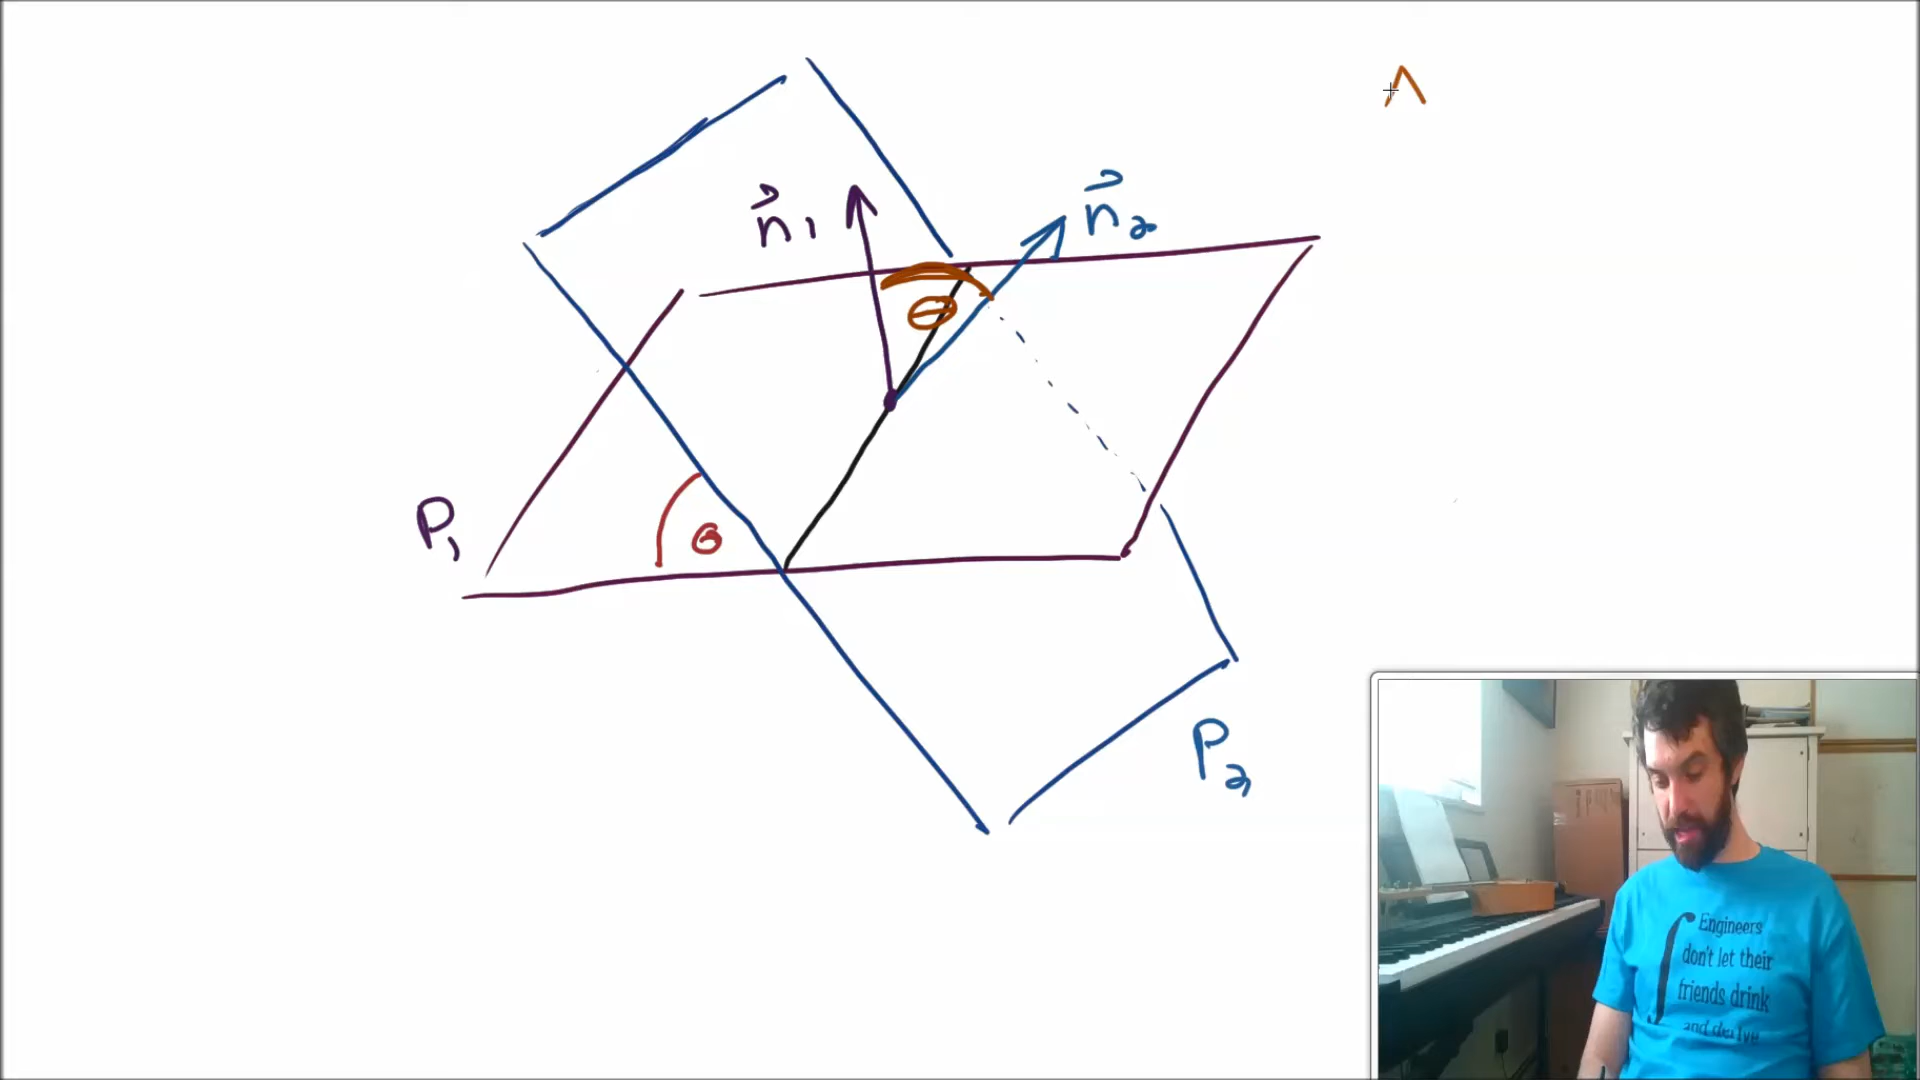 n⃗₁
n⃗₂
θ
P₁
θ
P₂
∫ Engineers
don't let their
friends drink
and derive